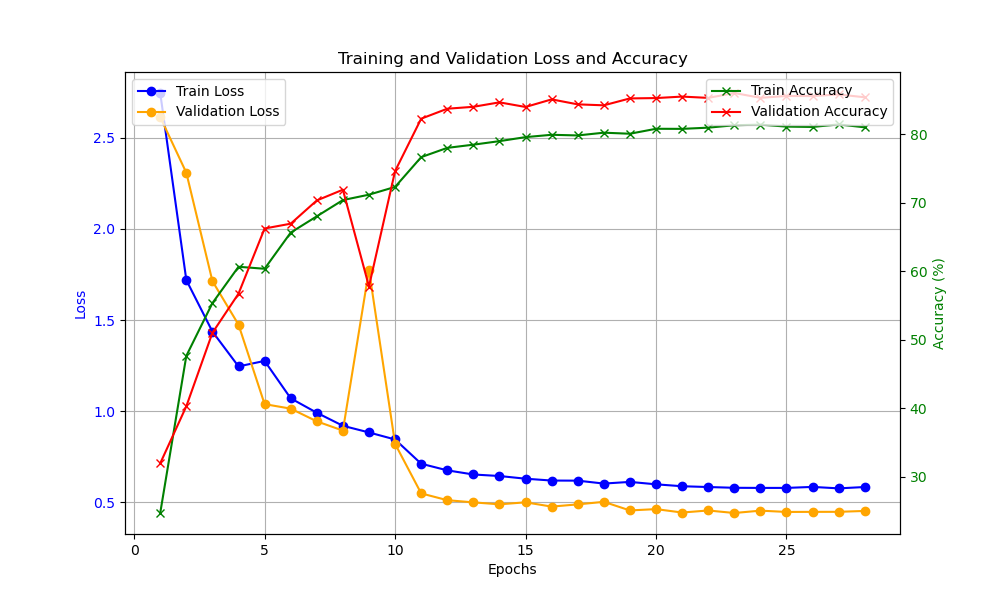 Training and Validation Loss and Accuracy
Train Loss
Validation Loss
Train Accuracy
Validation Accuracy
2.5
2.0
1.5
1.0
0.5
Loss
80
70
60
50
40
30
Accuracy (%)
0 5 10 15 20 25
Epochs